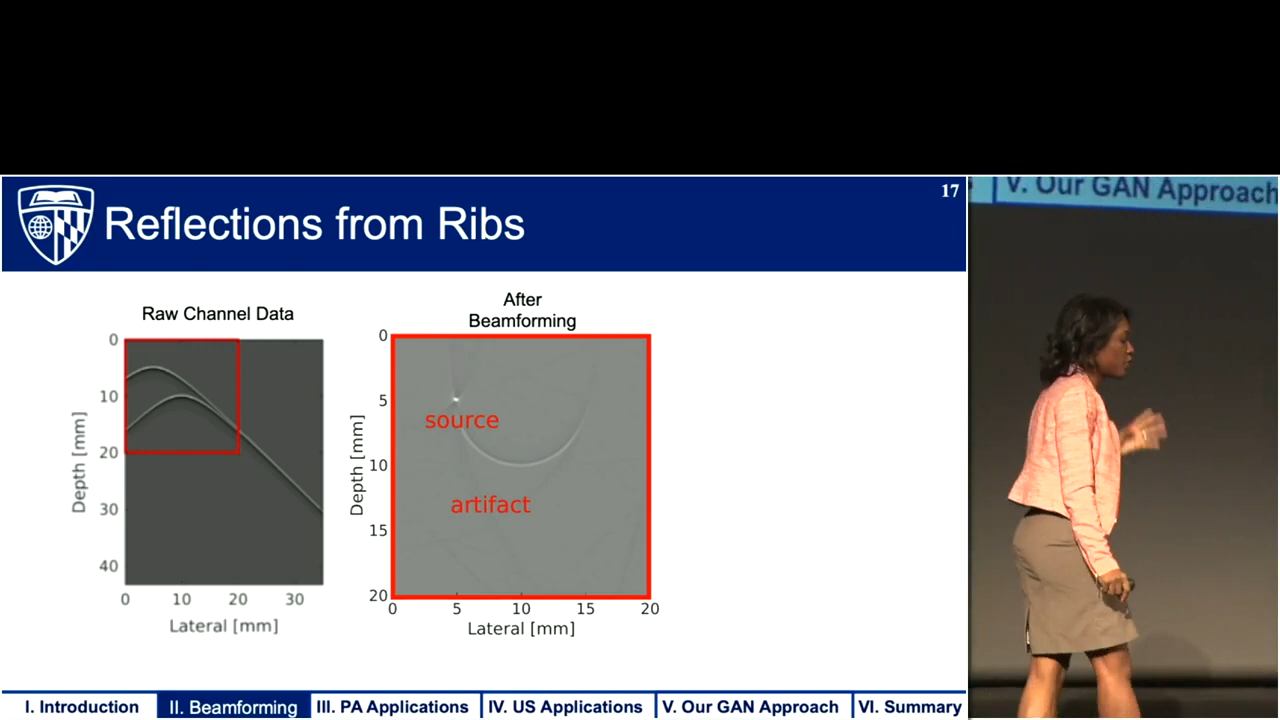 17
V. Our GAN Approach
Reflections from Ribs
Raw Channel Data
After
Beamforming
0
10
20
30
40
Depth [mm]
0 10 20 30
Lateral [mm]
0
5
10
15
20
Depth [mm]
source
artifact
0 5 10 15 20
Lateral [mm]
I. Introduction
II. Beamforming
III. PA Applications
IV. US Applications
V. Our GAN Approach
VI. Summary